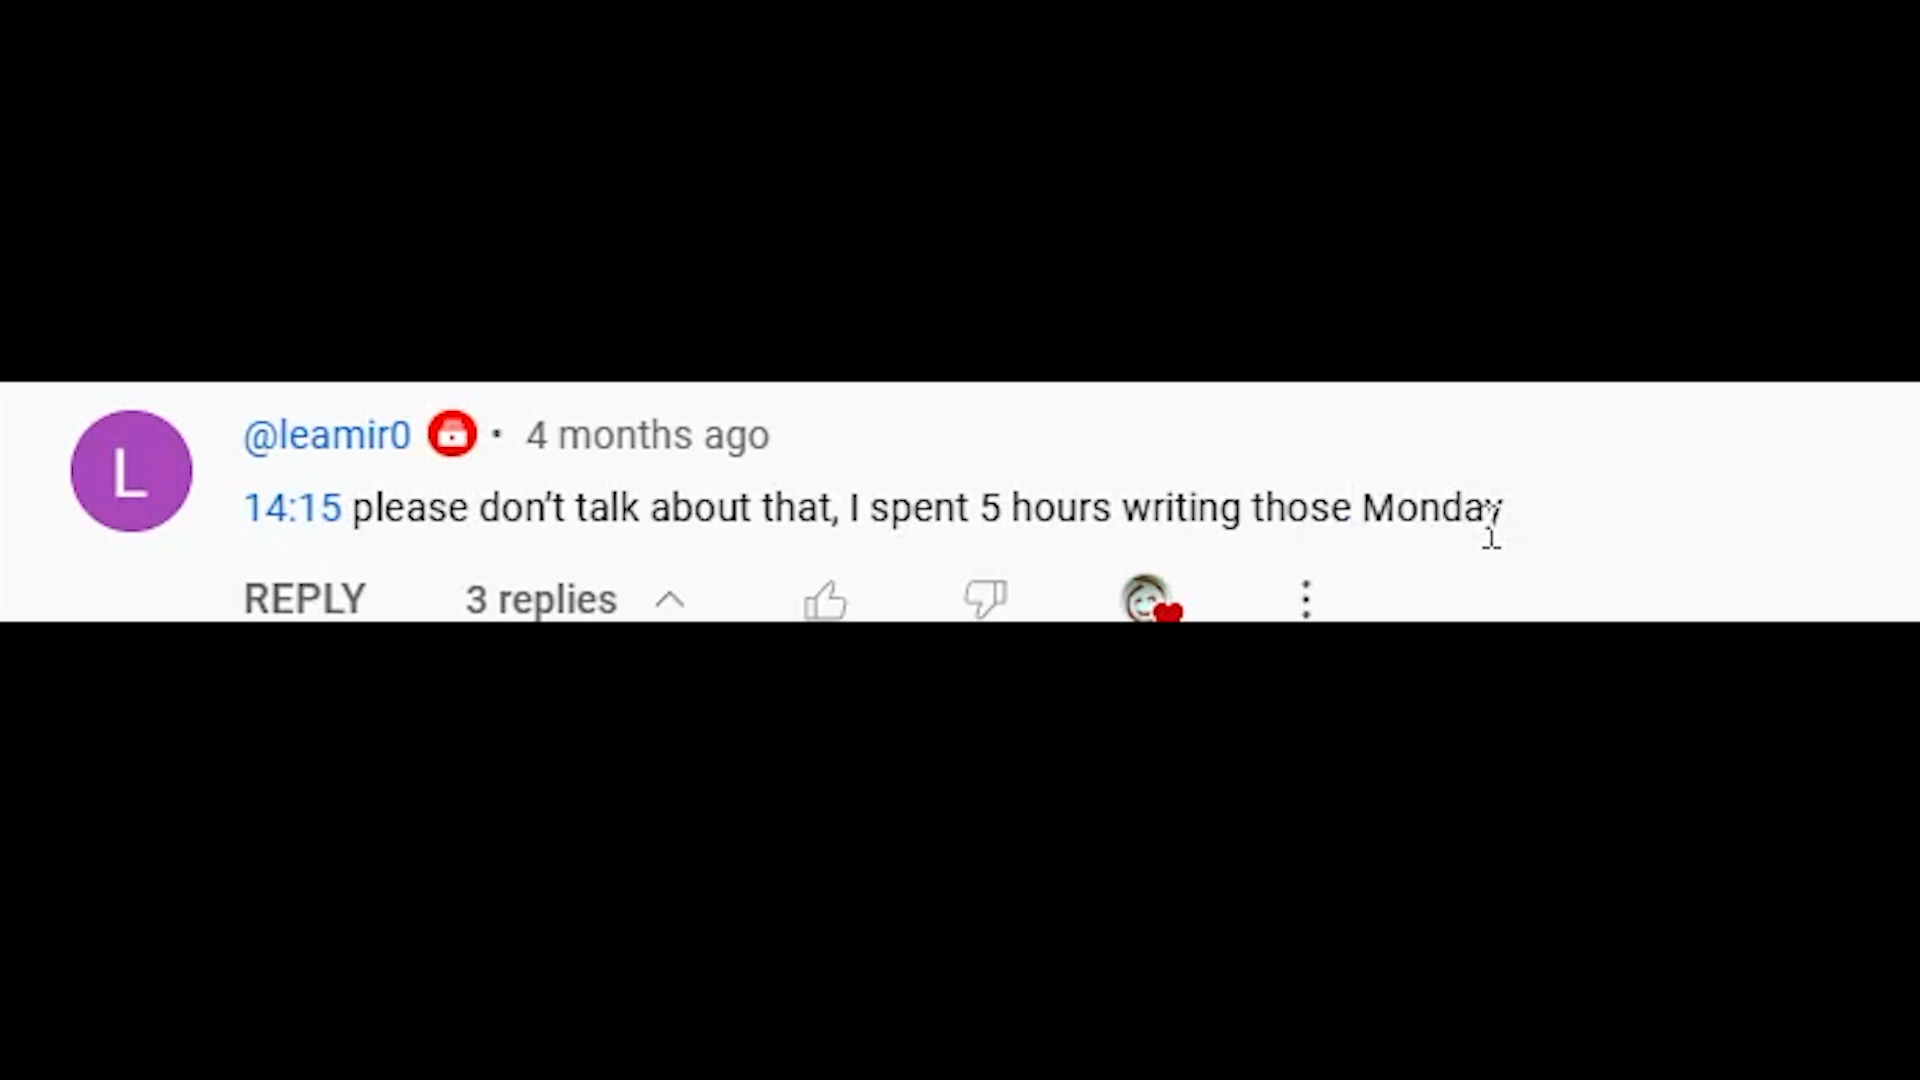 L
@leamir0 • 4 months ago
14:15 please don't talk about that, I spent 5 hours writing those Monday
REPLY 3 replies